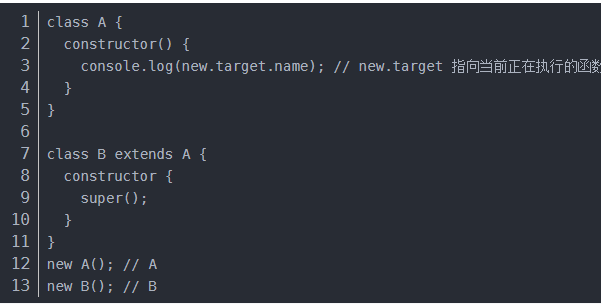 1 class A {
2   constructor() {
3     console.log(new.target.name); // new.target 指向当前正在执行的函数
4   }
5 }
6
7 class B extends A {
8   constructor {
9     super();
10   }
11 }
12 new A(); // A
13 new B(); // B